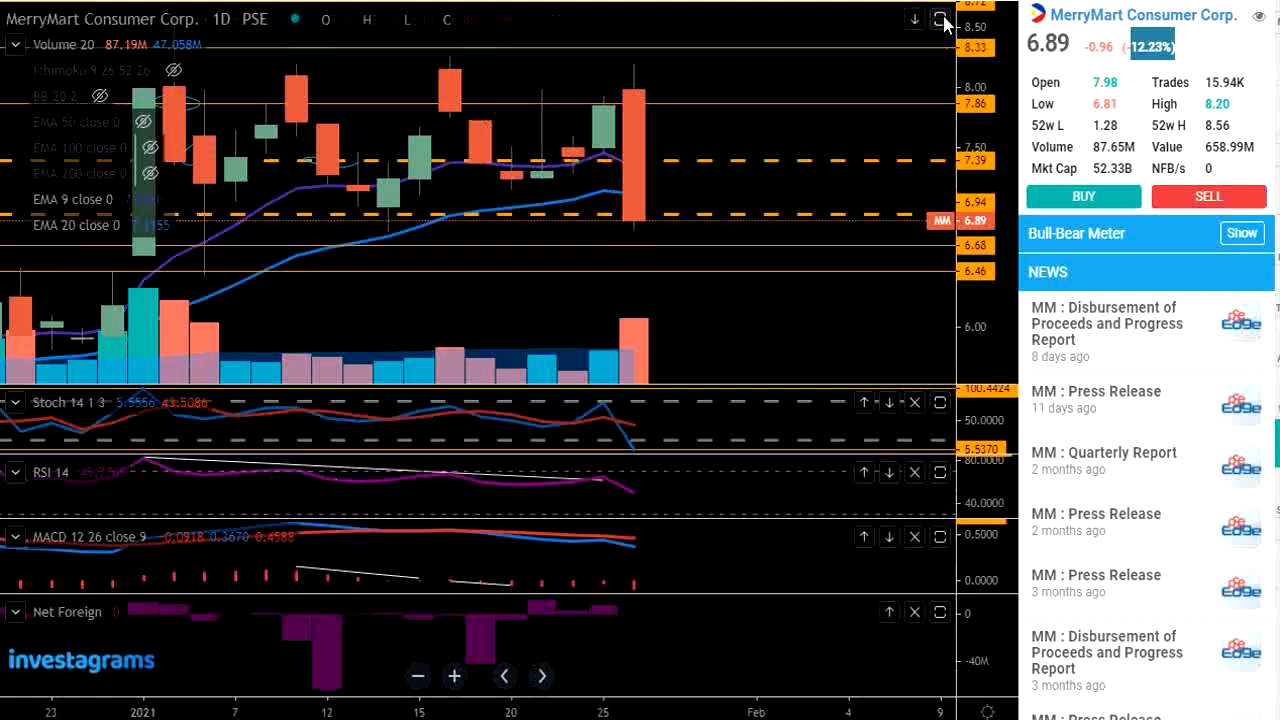 MerryMart Consumer Corp. · 1D · PSE O H L C
Volume 20 87.19M 47.058M
Ichimoku 9 26 52 26
BB 20 2
EMA 50 close 0
EMA 100 close 0
EMA 200 close 0
EMA 9 close 0
EMA 20 close 0 7.1155
8.72
8.50
8.33
8.00
7.86
7.50
7.39
6.94
MM 6.89
6.68
6.46
6.00
Stoch 14 1 3 5.5556 43.5086
100.4424
50.0000
5.5370
RSI 14
80.0000
40.0000
MACD 12 26 close 9 -0.0918 0.3670 0.4588
0.5000
0.0000
Net Foreign 0
0
-40M
investagrams
23 2021 7 12 15 20 25 Feb 4 9
MerryMart Consumer Corp.
6.89 -0.96 (-12.23%)
Open 7.98 Trades 15.94K
Low 6.81 High 8.20
52w L 1.28 52w H 8.56
Volume 87.65M Value 658.99M
Mkt Cap 52.33B NFB/s 0
BUY SELL
Bull-Bear Meter Show
NEWS
MM : Disbursement of
Proceeds and Progress
Report
8 days ago
MM : Press Release
11 days ago
MM : Quarterly Report
2 months ago
MM : Press Release
2 months ago
MM : Press Release
3 months ago
MM : Disbursement of
Proceeds and Progress
Report
3 months ago
MM : Press Release